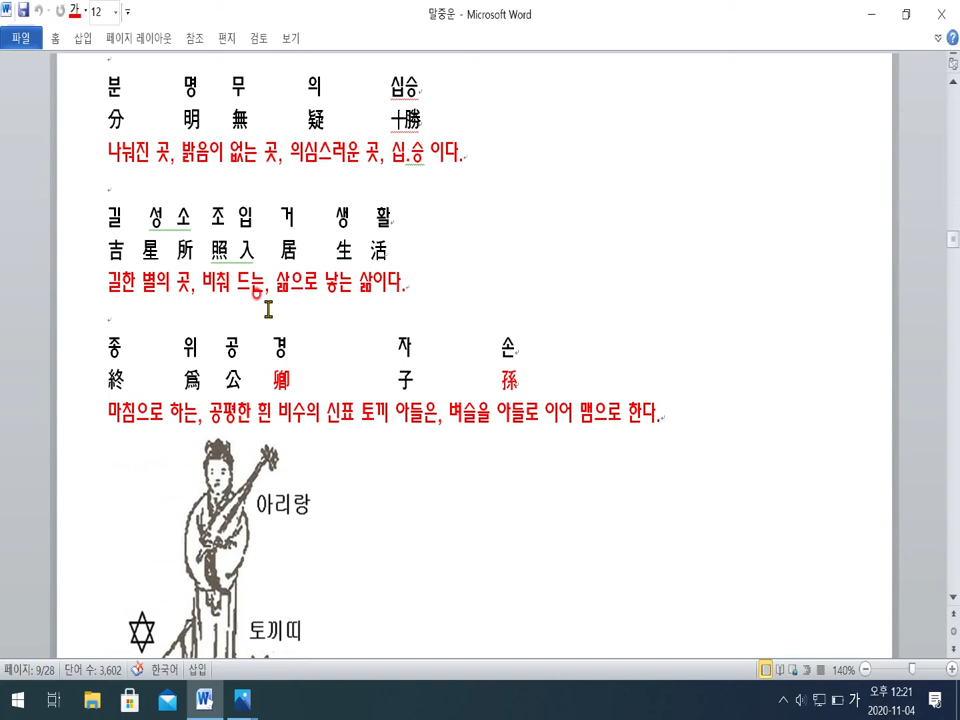 가 12 말중운 - Microsoft Word
파일 홈 삽입 페이지 레이아웃 참조 편지 검토 보기
분 명 무 의 십승
分 明 無 疑 十勝
나눠진 곳, 밝음이 없는 곳, 의심스러운 곳, 십.승 이다.
길 성 소 조 입 거 생 활
吉 星 所 照 入 居 生 活
길한 별의 곳, 비춰 드는, 삶으로 낳는 삶이다.
종 위 공 경 자 손
終 爲 公 卿 子 孫
마침으로 하는, 공평한 흰 비수의 신표 토끼 아들은, 벼슬을 아들로 이어 맴으로 한다.
아리랑
토끼띠
페이지: 9/28 단어 수: 3,602 한국어 삽입 140%
가 오후 12:21
2020-11-04